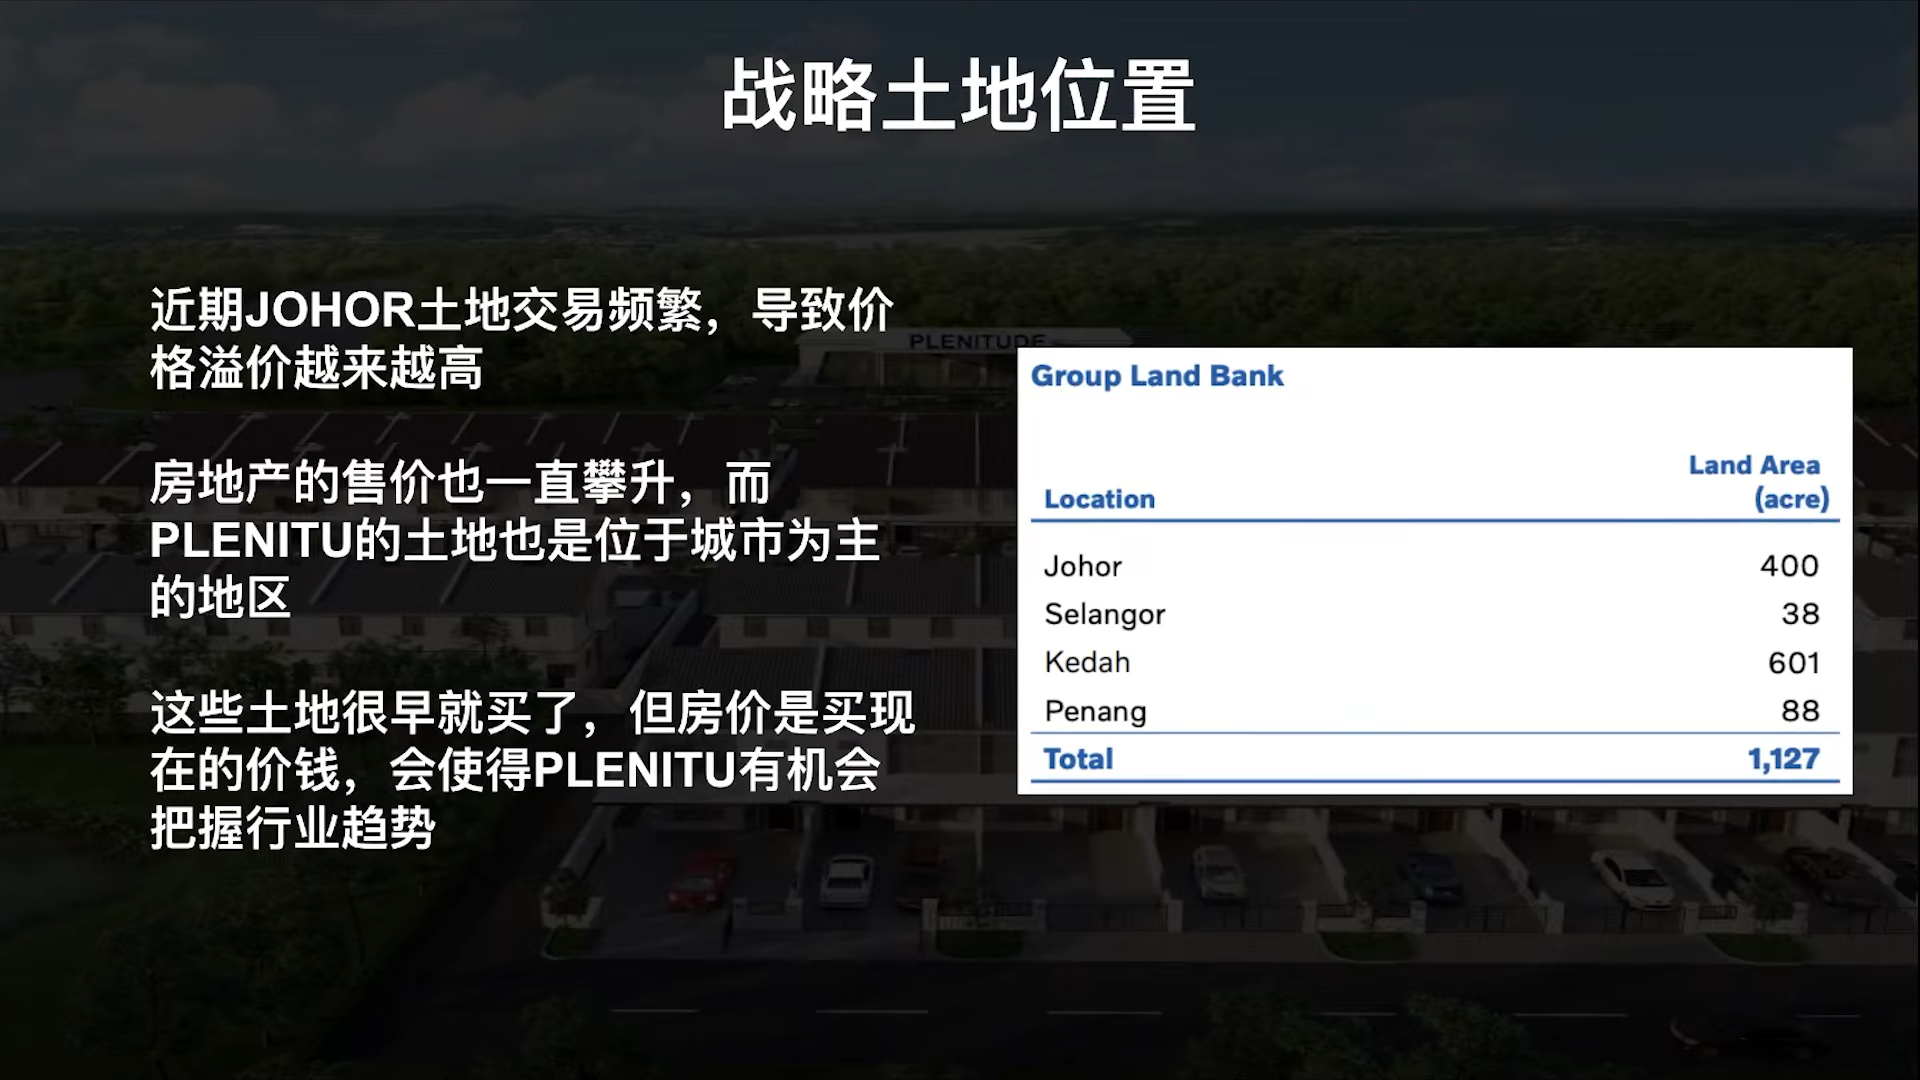 战略土地位置
近期JOHOR土地交易频繁，导致价
格溢价越来越高
房地产的售价也一直攀升，而
PLENITU的土地也是位于城市为主
的地区
这些土地很早就买了，但房价是买现
在的价钱，会使得PLENITU有机会
把握行业趋势
PLENITUDE
Group Land Bank
Location Land Area
(acre)
Johor 400
Selangor 38
Kedah 601
Penang 88
Total 1,127